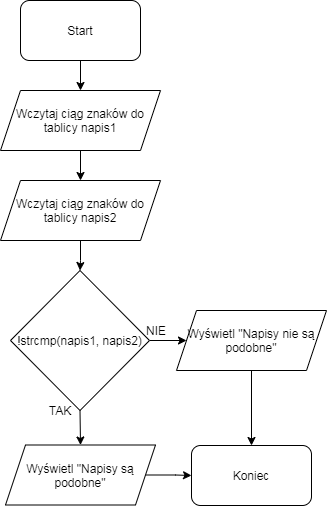 Start
Wczytaj ciąg znaków do
tablicy napis1
Wczytaj ciąg znaków do
tablicy napis2
!strcmp(napis1, napis2)
NIE
Wyświetl "Napisy nie są
podobne"
TAK
Wyświetl "Napisy są
podobne"
Koniec